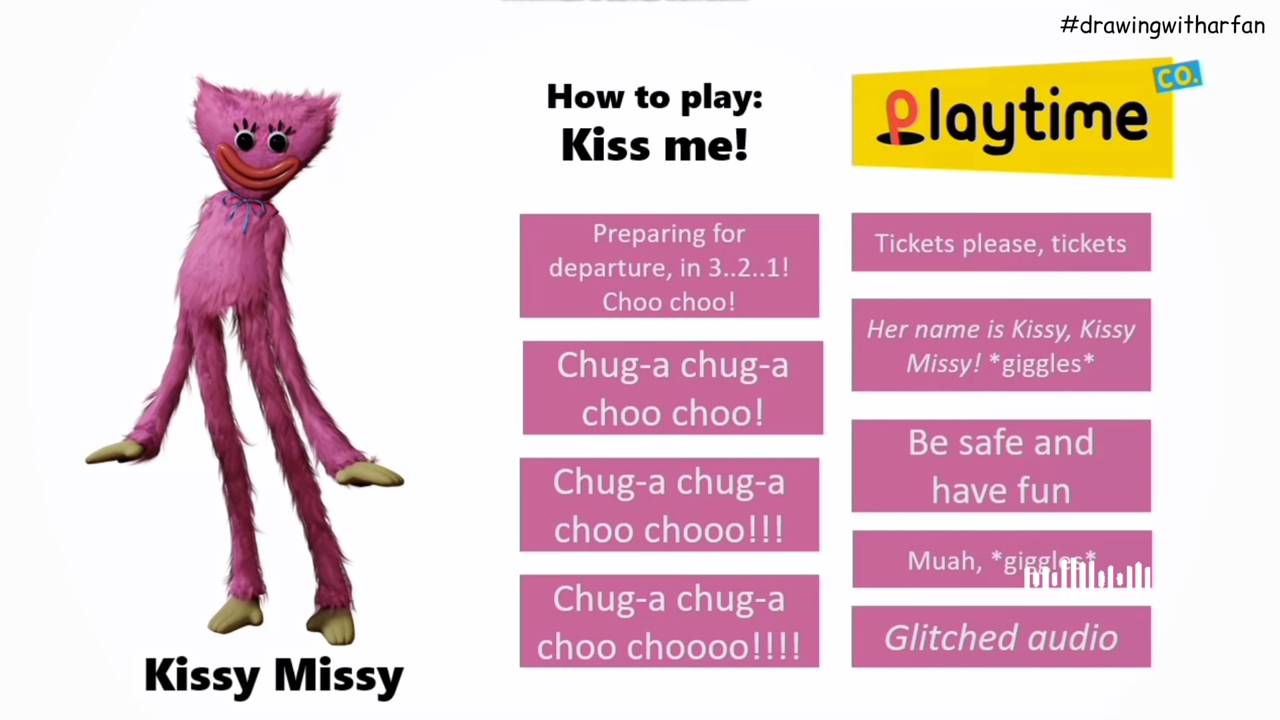 #drawingwitharfan
How to play:
Kiss me!
Playtime
CO.
Preparing for
departure, in 3..2..1!
Choo choo!
Chug-a chug-a
choo choo!
Chug-a chug-a
choo chooo!!!
Chug-a chug-a
choo choooo!!!!
Tickets please, tickets
Her name is Kissy, Kissy
Missy! *giggles*
Be safe and
have fun
Muah, *giggles*
Glitched audio
Kissy Missy